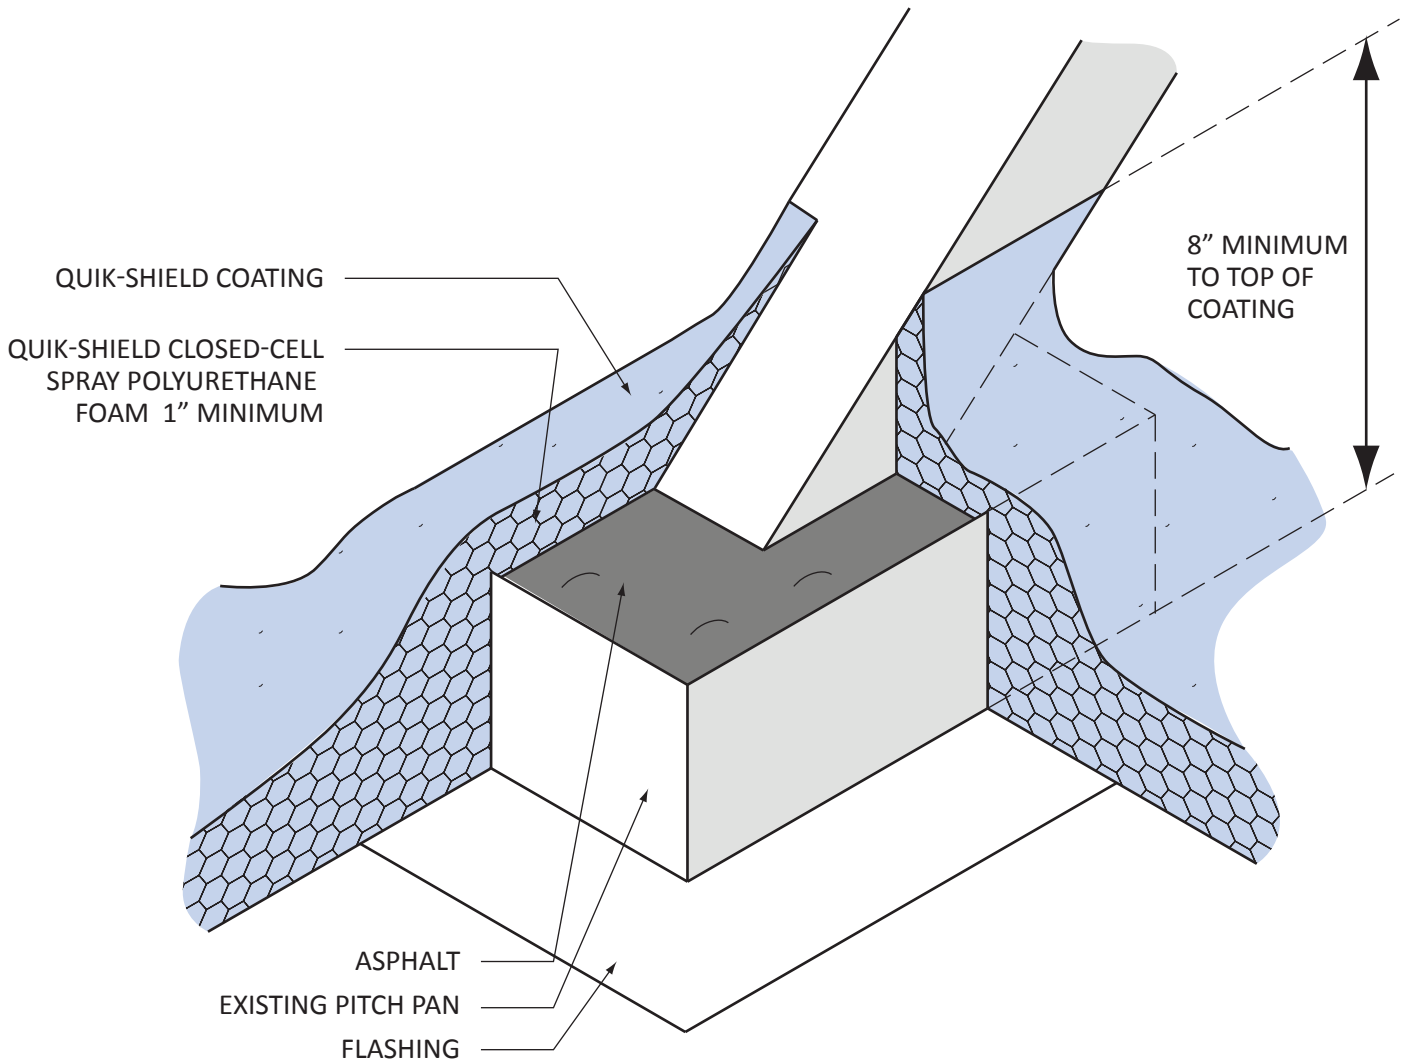 8” MINIMUM
TO TOP OF
COATING
QUIK-SHIELD COATING
QUIK-SHIELD CLOSED-CELL
SPRAY POLYURETHANE
FOAM 1” MINIMUM
ASPHALT
EXISTING PITCH PAN
FLASHING